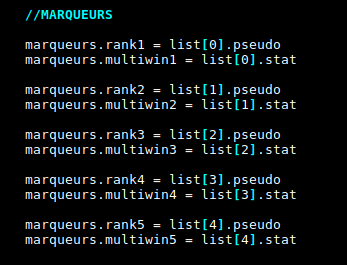 //MARQUEURS
marqueurs.rank1 = list[0].pseudo
marqueurs.multiwin1 = list[0].stat
marqueurs.rank2 = list[1].pseudo
marqueurs.multiwin2 = list[1].stat
marqueurs.rank3 = list[2].pseudo
marqueurs.multiwin3 = list[2].stat
marqueurs.rank4 = list[3].pseudo
marqueurs.multiwin4 = list[3].stat
marqueurs.rank5 = list[4].pseudo
marqueurs.multiwin5 = list[4].stat